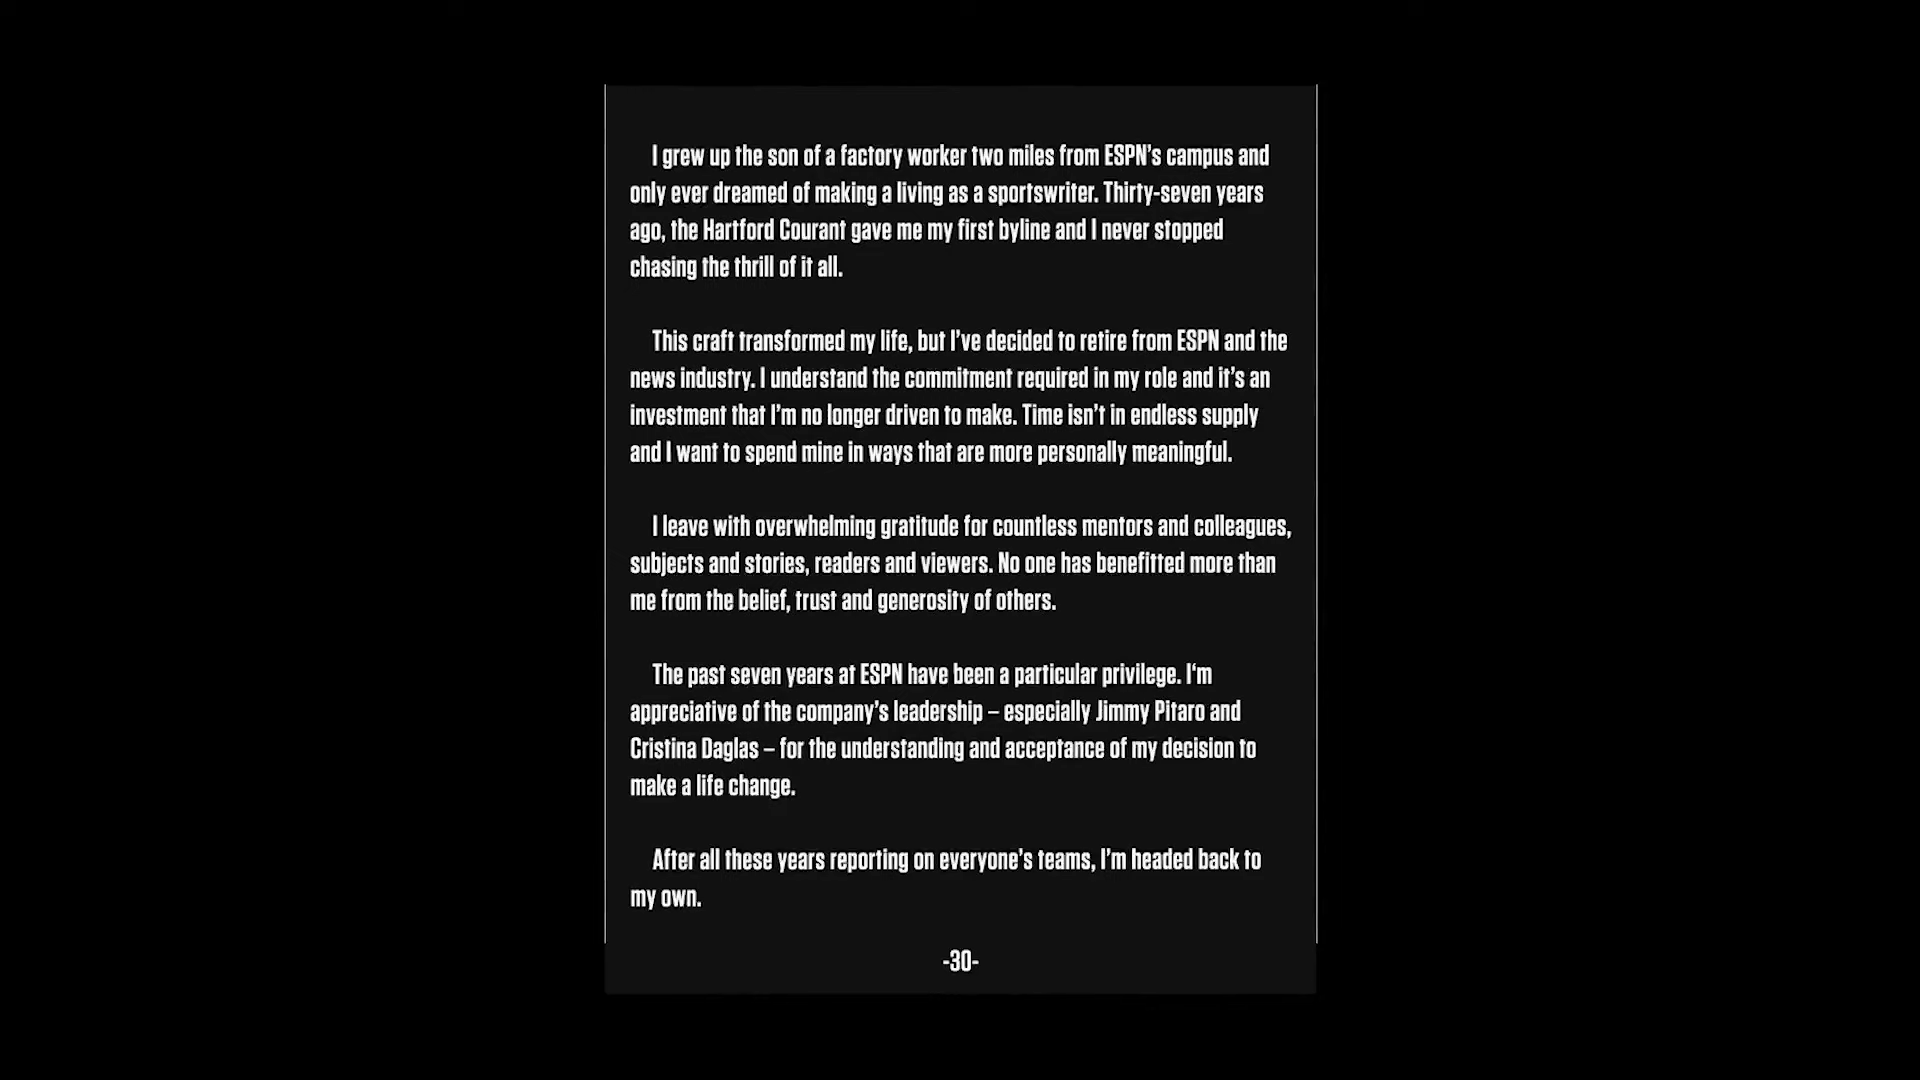 I grew up the son of a factory worker two miles from ESPN's campus and
only ever dreamed of making a living as a sportswriter. Thirty-seven years
ago, the Hartford Courant gave me my first byline and I never stopped
chasing the thrill of it all.
This craft transformed my life, but I've decided to retire from ESPN and the
news industry. I understand the commitment required in my role and it's an
investment that I'm no longer driven to make. Time isn't in endless supply
and I want to spend mine in ways that are more personally meaningful.
I leave with overwhelming gratitude for countless mentors and colleagues,
subjects and stories, readers and viewers. No one has benefitted more than
me from the belief, trust and generosity of others.
The past seven years at ESPN have been a particular privilege. I‘m
appreciative of the company's leadership – especially Jimmy Pitaro and
Cristina Daglas – for the understanding and acceptance of my decision to
make a life change.
After all these years reporting on everyone's teams, I'm headed back to
my own.
-30-